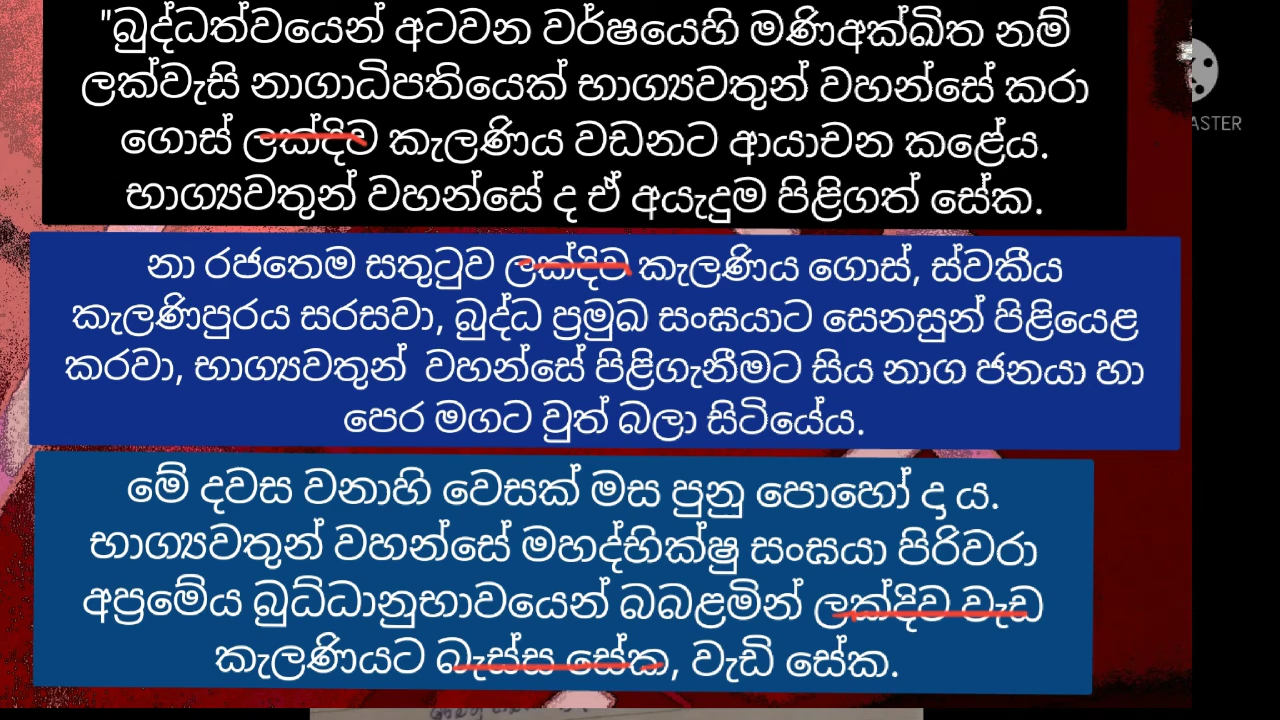 "බුද්ධත්වයෙන් අටවන වර්ෂයෙහි මණිඅක්ඛිත නම්
ලක්වැසි නාගාධිපතියෙක් භාග්‍යවතුන් වහන්සේ කරා
ගොස් ලක්දිව කැලණිය වඩනට ආයාචන කළේය.
භාග්‍යවතුන් වහන්සේ ද ඒ අයැදුම පිළිගත් සේක.
නා රජතෙම සතුටුව ලක්දිව කැලණිය ගොස්, ස්වකීය
කැලණිපුරය සරසවා, බුද්ධ ප්‍රමුඛ සංඝයාට සෙනසුන් පිළියෙළ
කරවා, භාග්‍යවතුන් වහන්සේ පිළිගැනීමට සිය නාග ජනයා හා
පෙර මගට වුත් බලා සිටියේය.
මේ දවස වනාහි වෙසක් මස පුනු පොහෝ දා ය.
භාග්‍යවතුන් වහන්සේ මහද්භික්ෂු සංඝයා පිරිවරා
අප්‍රමේය බුධ්ධානුභාවයෙන් බබළමින් ලක්දිව වැඩ
කැලණියට බැස්ස සේක, වැඩි සේක.
ASTER